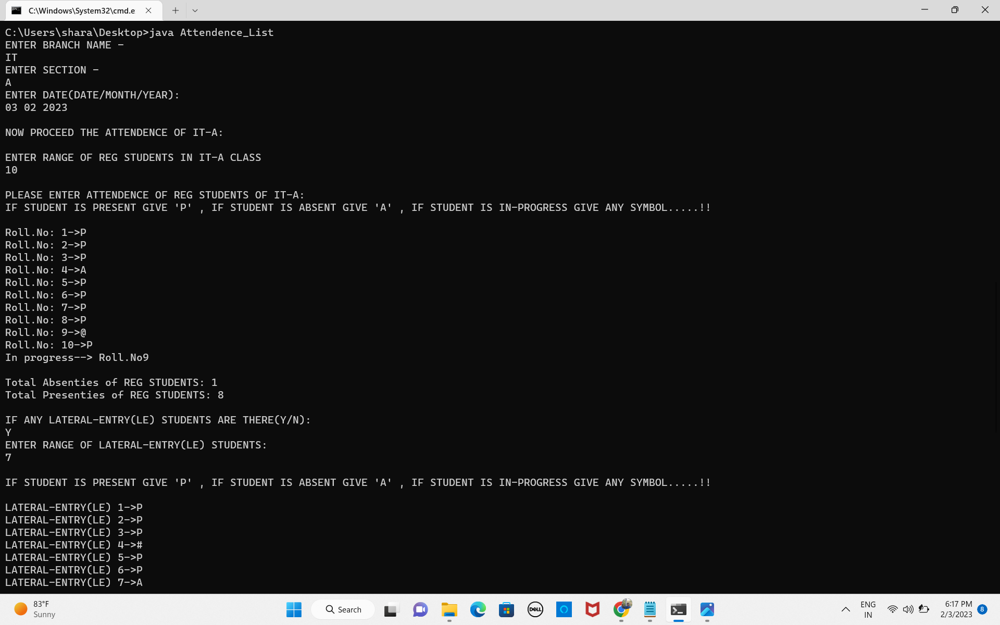 C:\Windows\System32\cmd.e
C:\Users\shara\Desktop>java Attendence_List
ENTER BRANCH NAME -
IT
ENTER SECTION -
A
ENTER DATE(DATE/MONTH/YEAR):
03 02 2023
NOW PROCEED THE ATTENDENCE OF IT-A:
ENTER RANGE OF REG STUDENTS IN IT-A CLASS
10
PLEASE ENTER ATTENDENCE OF REG STUDENTS OF IT-A:
IF STUDENT IS PRESENT GIVE 'P' , IF STUDENT IS ABSENT GIVE 'A' , IF STUDENT IS IN-PROGRESS GIVE ANY SYMBOL.....!!
Roll.No: 1->P
Roll.No: 2->P
Roll.No: 3->P
Roll.No: 4->A
Roll.No: 5->P
Roll.No: 6->P
Roll.No: 7->P
Roll.No: 8->P
Roll.No: 9->@
Roll.No: 10->P
In progress--> Roll.No9
Total Absenties of REG STUDENTS: 1
Total Presenties of REG STUDENTS: 8
IF ANY LATERAL-ENTRY(LE) STUDENTS ARE THERE(Y/N):
Y
ENTER RANGE OF LATERAL-ENTRY(LE) STUDENTS:
7
IF STUDENT IS PRESENT GIVE 'P' , IF STUDENT IS ABSENT GIVE 'A' , IF STUDENT IS IN-PROGRESS GIVE ANY SYMBOL.....!!
LATERAL-ENTRY(LE) 1->P
LATERAL-ENTRY(LE) 2->P
LATERAL-ENTRY(LE) 3->P
LATERAL-ENTRY(LE) 4->#
LATERAL-ENTRY(LE) 5->P
LATERAL-ENTRY(LE) 6->P
LATERAL-ENTRY(LE) 7->A
83°F
Sunny
Search
DELL
ENG
IN
6:17 PM
2/3/2023
8